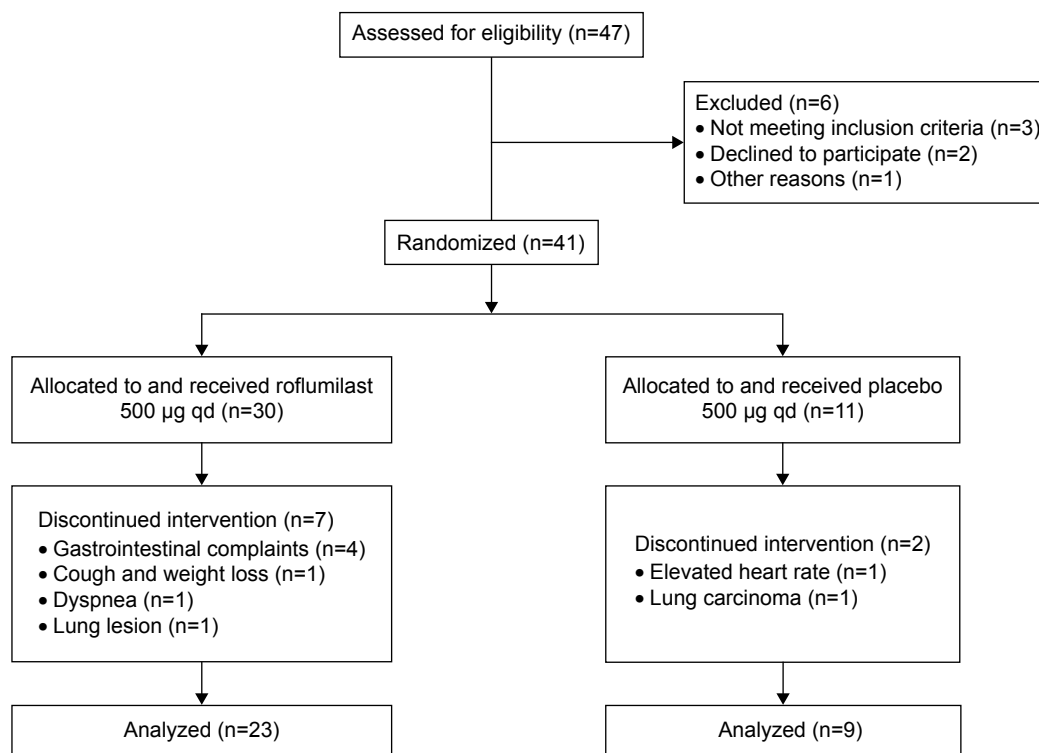 Assessed for eligibility (n=47)
Excluded (n=6)
• Not meeting inclusion criteria (n=3)
• Declined to participate (n=2)
• Other reasons (n=1)
Randomized (n=41)
Allocated to and received roflumilast
500 µg qd (n=30)
Allocated to and received placebo
500 µg qd (n=11)
Discontinued intervention (n=7)
• Gastrointestinal complaints (n=4)
• Cough and weight loss (n=1)
• Dyspnea (n=1)
• Lung lesion (n=1)
Discontinued intervention (n=2)
• Elevated heart rate (n=1)
• Lung carcinoma (n=1)
Analyzed (n=23)
Analyzed (n=9)